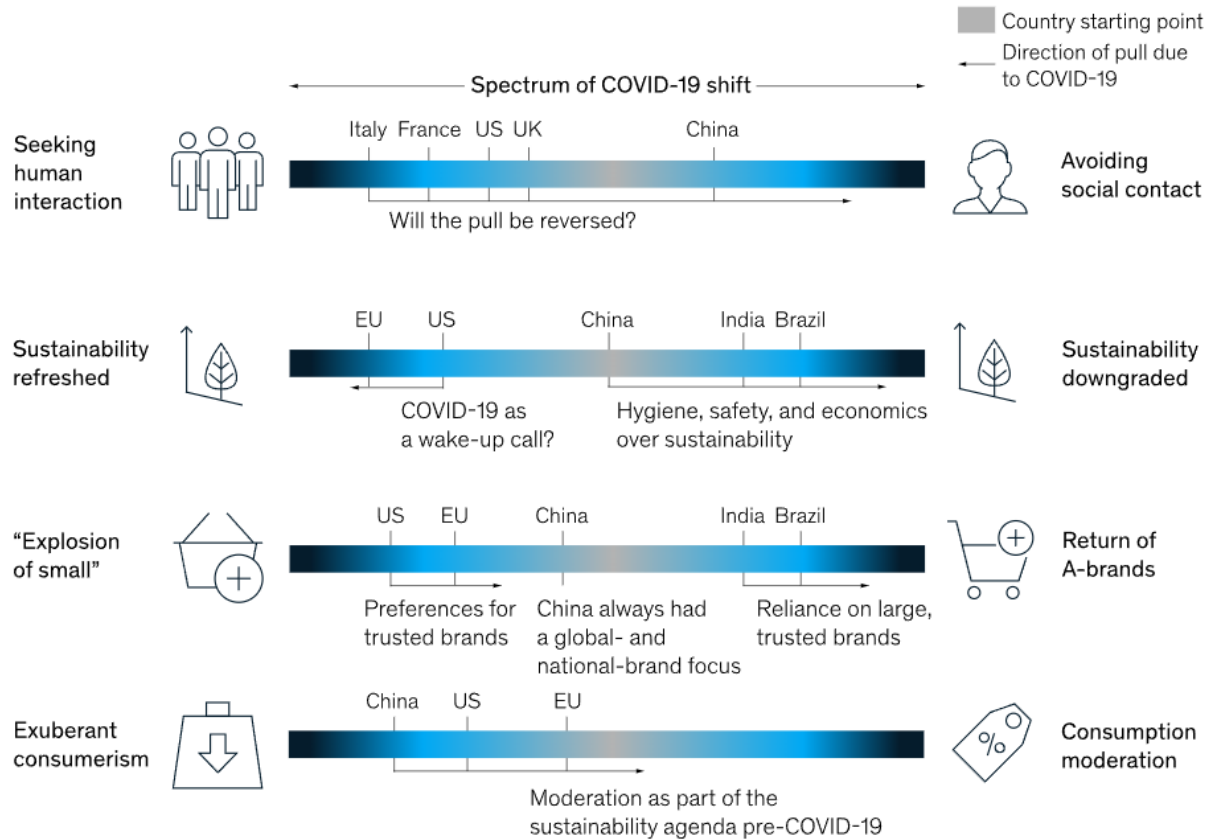 Country starting point
Direction of pull due
to COVID-19
Spectrum of COVID-19 shift
Seeking
human
interaction
Italy France US UK China
Avoiding
social contact
Will the pull be reversed?
Sustainability
refreshed
EU US China India Brazil
Sustainability
downgraded
COVID-19 as
a wake-up call?
Hygiene, safety, and economics
over sustainability
“Explosion
of small”
US EU China India Brazil
Return of
A-brands
Preferences for
trusted brands
China always had
a global- and
national-brand focus
Reliance on large,
trusted brands
Exuberant
consumerism
China US EU
%
Consumption
moderation
Moderation as part of the
sustainability agenda pre-COVID-19